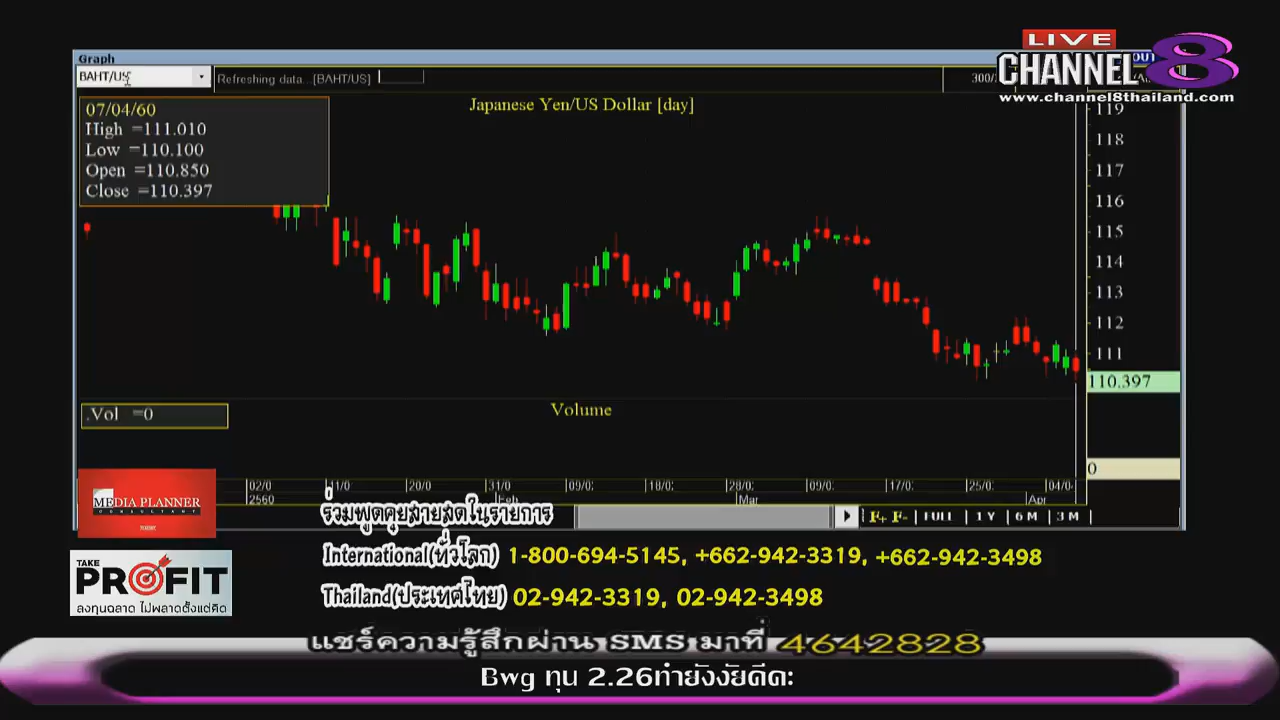 Graph
BAHT/US
Refreshing data...[BAHT/US]
300/
LIVE
CHANNEL 8
www.channel8thailand.com
07/04/60
High =111.010
Low =110.100
Open =110.850
Close =110.397
Japanese Yen/US Dollar [day]
119
118
117
116
115
114
113
112
111
110.397
.Vol =0
Volume
0
02/0 11/0 20/0 31/0 09/0 18/0 28/0 09/0 17/0 25/0 04/0
2560 Feb Mar Apr
F+ F- FULL 1 Y 6 M 3 M
MEDIA PLANNER
CONSULTANT
ร่วมพูดคุยสายสดในรายการ
International(ทั่วโลก) 1-800-694-5145, +662-942-3319, +662-942-3498
TAKE
PROFIT
ลงทุนฉลาด ไม่พลาดตั้งแต่คิด
Thailand(ประเทศไทย) 02-942-3319, 02-942-3498
แชร์ความรู้สึกผ่าน SMS มาที่ 4642828
Bwg ทุน 2.26ทำยังงัยดีคะ